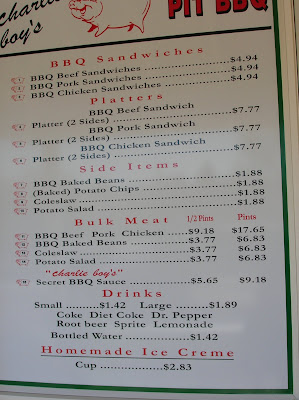 Charlie PIT BBQ
boy's
BBQ Sandwiches
BBQ Beef Sandwiches $4.94
BBQ Pork Sandwiches $4.94
BBQ Chicken Sandwiches $4.94
Platters
BBQ Beef Sandwich
Platter (2 Sides) $7.77
BBQ Pork Sandwich
Platter (2 Sides) $7.77
BBQ Chicken Sandwich
Platter (2 Sides) $7.77
Side Items
BBQ Baked Beans $1.88
(Baked) Potato Chips $1.88
Coleslaw $1.88
Potato Salad $1.88
Bulk Meat 1/2 Pints Pints
BBQ Beef Pork Chicken $9.18 $17.65
BBQ Baked Beans $3.77 $6.83
Coleslaw $3.77 $6.83
Potato Salad $3.77 $6.83
"charlie boy's"
Secret BBQ Sauce $5.65 $9.18
Drinks
Small $1.42 Large $1.89
Coke Diet Coke Dr. Pepper
Root beer Sprite Lemonade
Bottled Water $1.42
Homemade Ice Creme
Cup $2.83